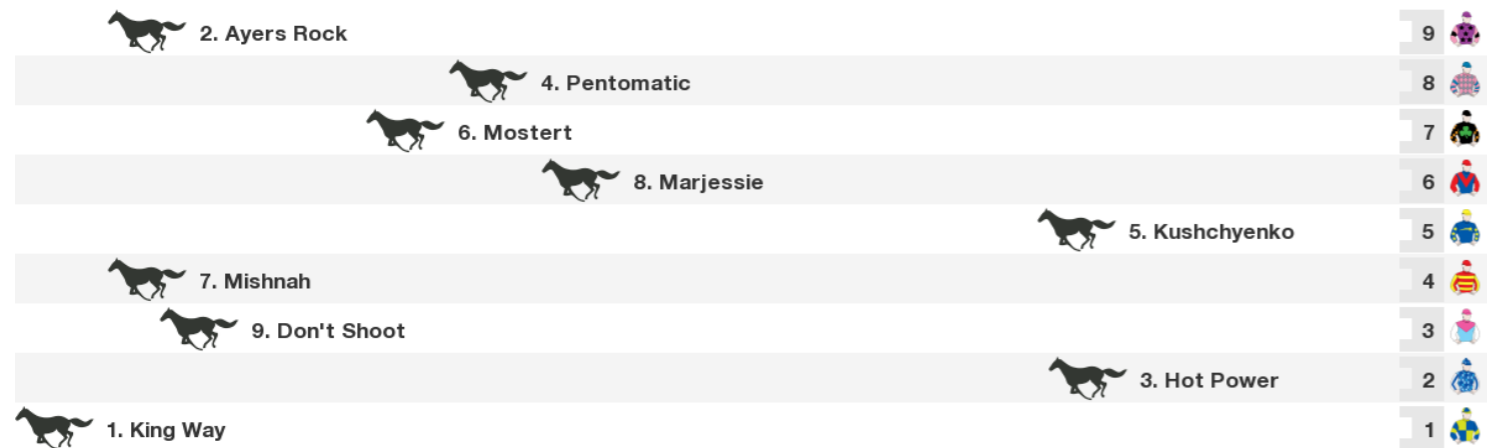 2. Ayers Rock 9
4. Pentomatic 8
6. Mostert 7
8. Marjessie 6
5. Kushchyenko 5
7. Mishnah 4
9. Don't Shoot 3
3. Hot Power 2
1. King Way 1